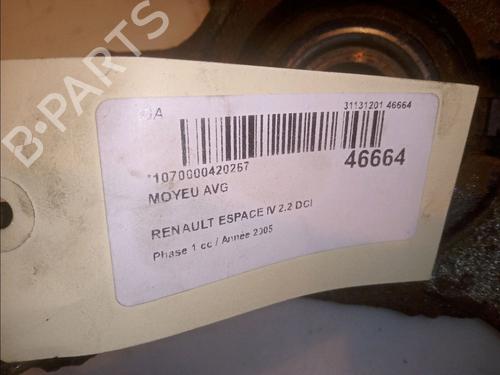 B-PARTS
31131201 46664
*1070000420267
46664
MOYEU AVG
RENAULT ESPACE IV 2.2 DCI
Phase 1 cc / Année 2005